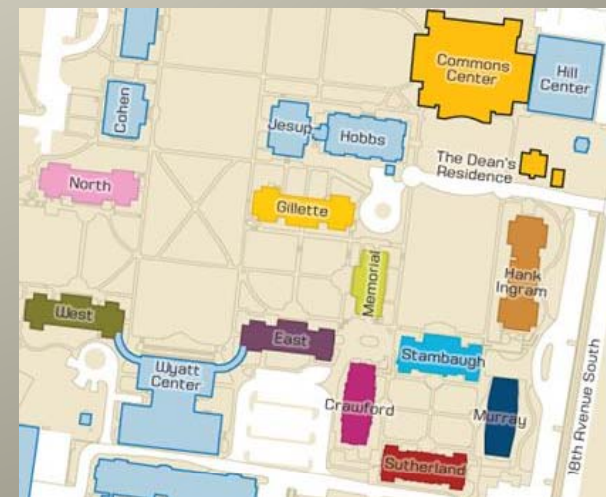 Commons
Center
Hill
Center
Cohen
Jesup
Hobbs
The Dean's
Residence
North
Gillette
Hank
Ingram
Memorial
West
East
Stambaugh
Wyatt
Center
Crawford
Murray
Sutherland
18th Avenue South